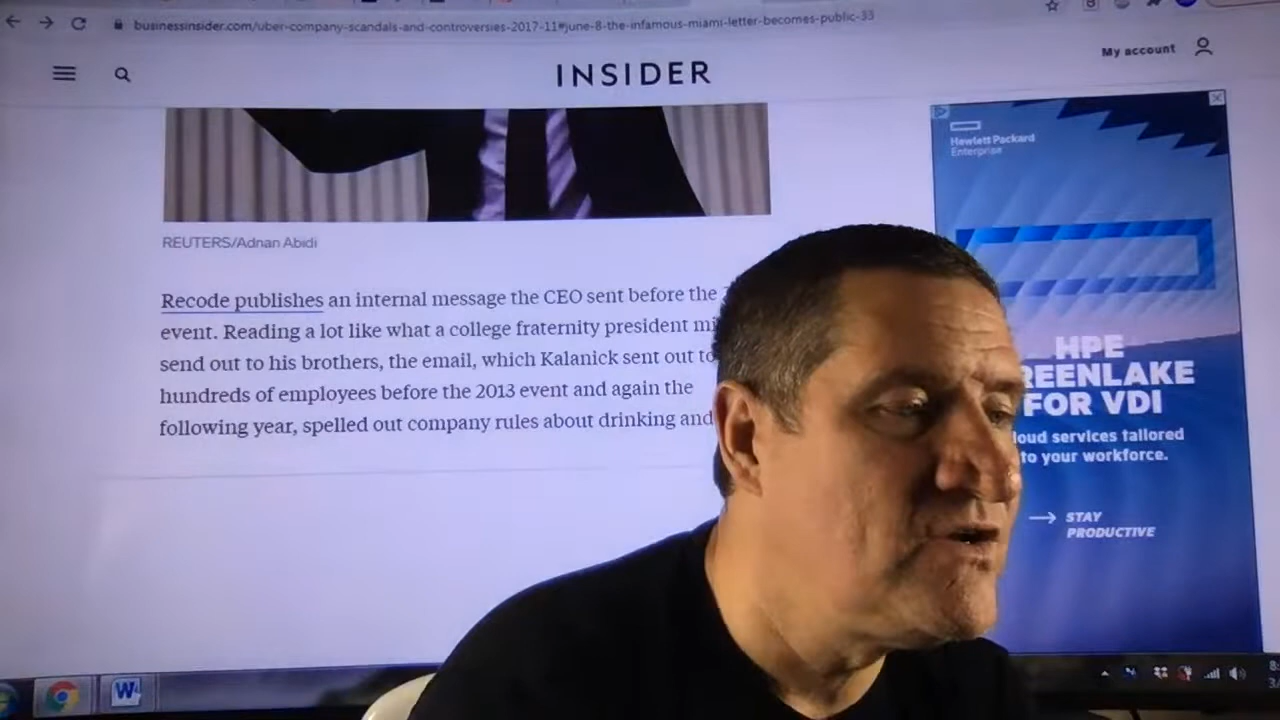 businessinsider.com/uber-company-scandals-and-controversies-2017-11#june-8-the-infamous-miami-letter-becomes-public-33
My account
INSIDER
Hewlett Packard
Enterprise
REUTERS/Adnan Abidi
Recode publishes an internal message the CEO sent before the
event. Reading a lot like what a college fraternity president
send out to his brothers, the email, which Kalanick sent out to
hundreds of employees before the 2013 event and again the
following year, spelled out company rules about drinking and
HPE
REENLAKE
FOR VDI
loud services tailored
to your workforce.
STAY
PRODUCTIVE
W